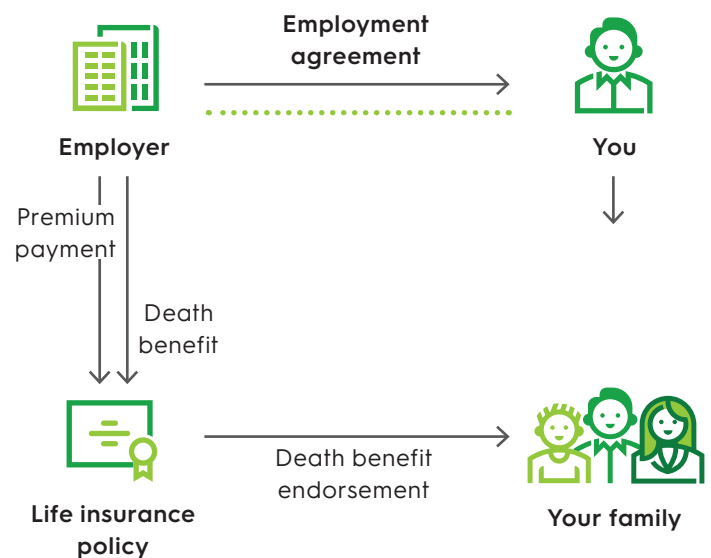 Employment
agreement
Employer
You
Premium
payment
Death
benefit
Death benefit
endorsement
Life insurance
policy
Your family